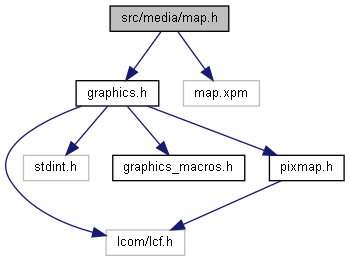 src/media/map.h
graphics.h
map.xpm
stdint.h
graphics_macros.h
pixmap.h
lcom/lcf.h